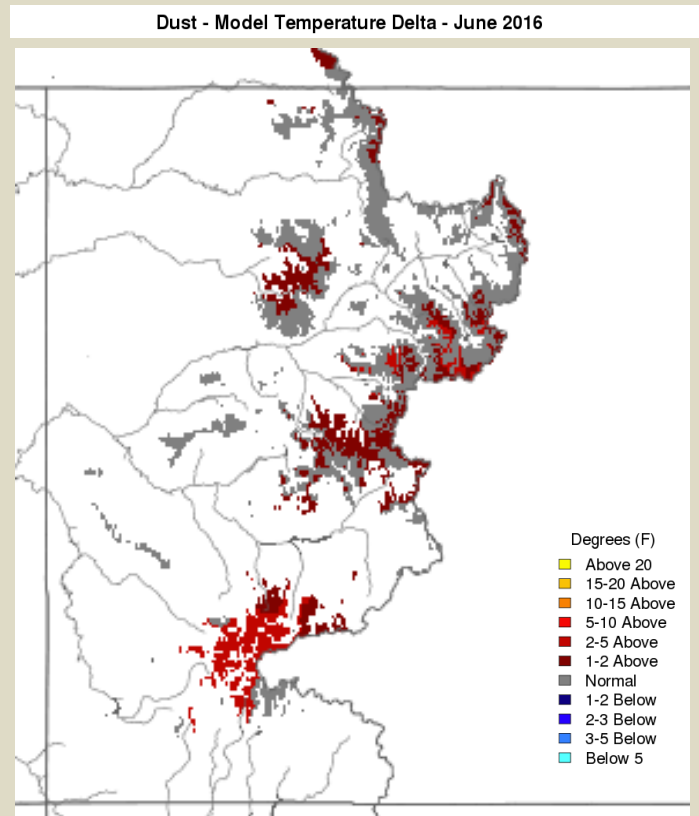 Dust - Model Temperature Delta - June 2016
Degrees (F)
Above 20
15-20 Above
10-15 Above
5-10 Above
2-5 Above
1-2 Above
Normal
1-2 Below
2-3 Below
3-5 Below
Below 5